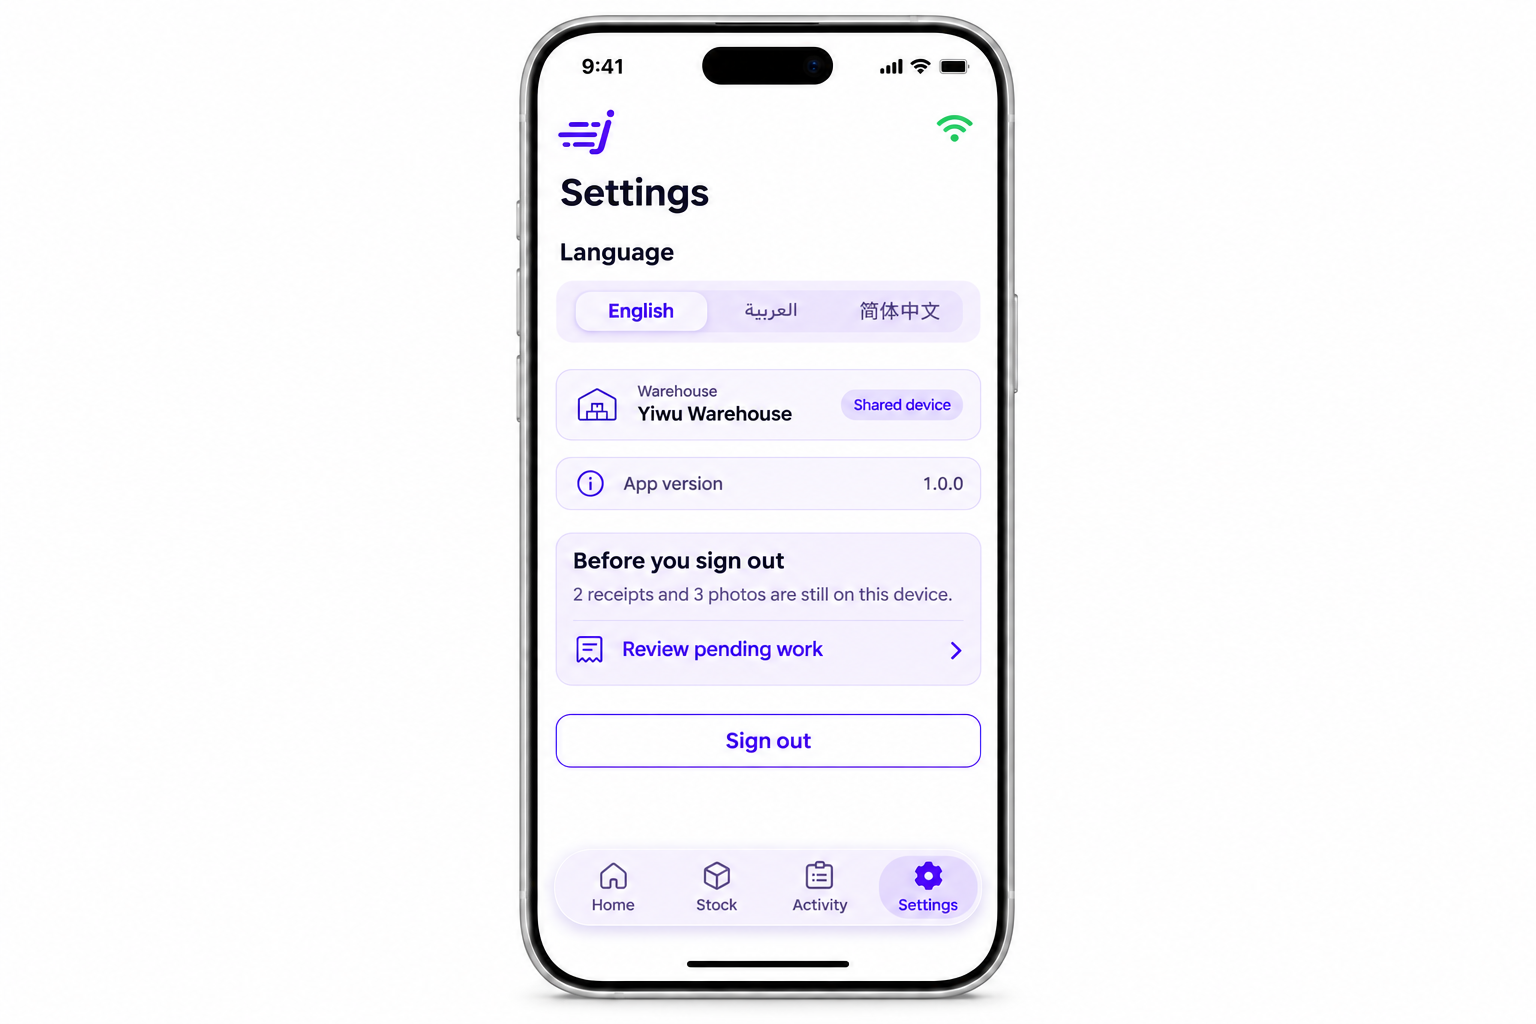 9:41
Settings
Language
English
العربية
简体中文
Warehouse
Yiwu Warehouse
Shared device
App version
1.0.0
Before you sign out
2 receipts and 3 photos are still on this device.
Review pending work
Sign out
Home
Stock
Activity
Settings